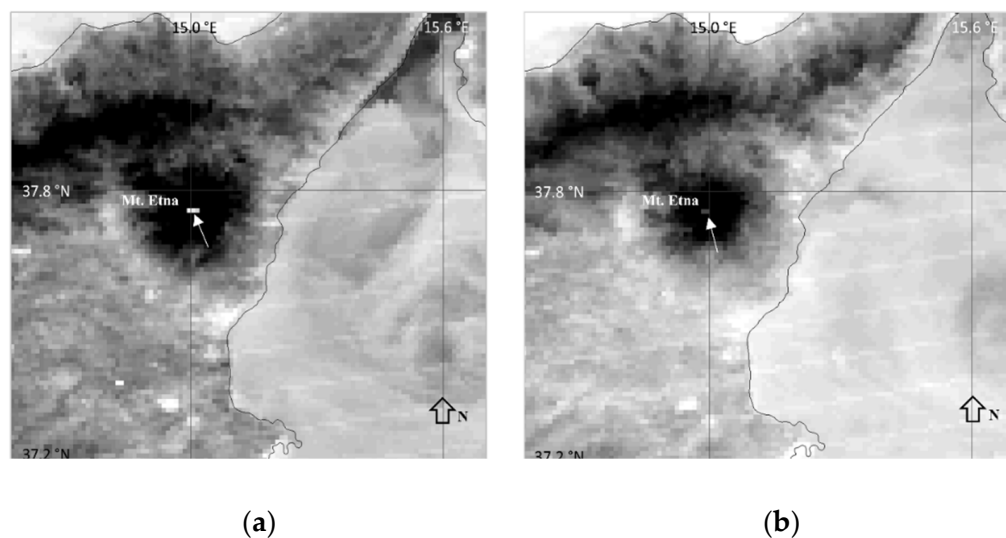 15.0 °E
15.6 °E
37.8 °N
Mt. Etna
N
37.2 °N
15.0 °E
15.6 °E
37.8 °N
Mt. Etna
N
37.2 °N
(a)
(b)